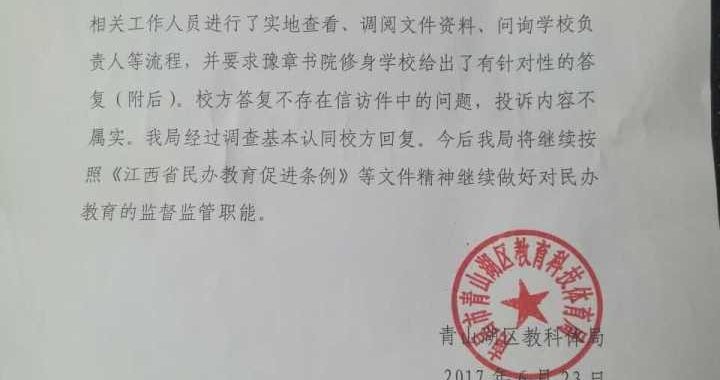 相关工作人员进行了实地查看、调阅文件资料、问询学校负
责人等流程，并要求豫章书院修身学校给出了有针对性的答
复（附后）。校方答复不存在信访件中的问题，投诉内容不
属实。我局经过调查基本认同校方回复。今后我局将继续按
照《江西省民办教育促进条例》等文件精神继续做好对民办
教育的监督监管职能。
市青山湖区教育科技体育局
青山湖区教科体局
2017年6月23日